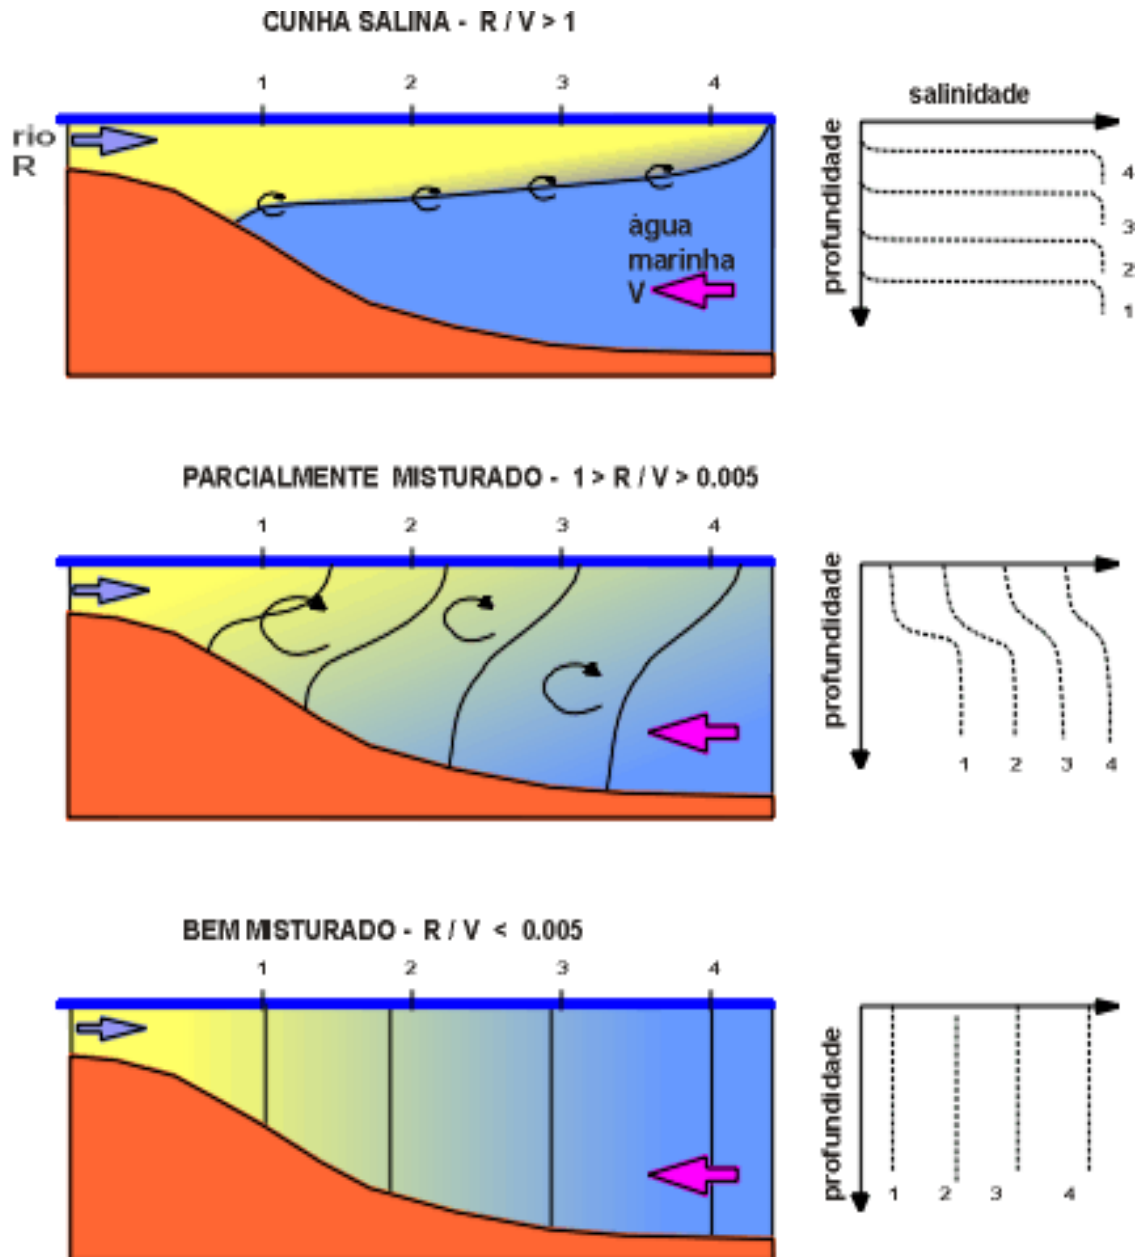 CUNHA SALINA - R / V > 1
1 2 3 4
rio
R
água
marinha
V
salinidade
profundidade
4
3
2
1
PARCIALMENTE MISTURADO - 1 > R / V > 0.005
1 2 3 4
profundidade
1 2 3 4
BEM MISTURADO - R / V < 0.005
1 2 3 4
profundidade
1 2 3 4